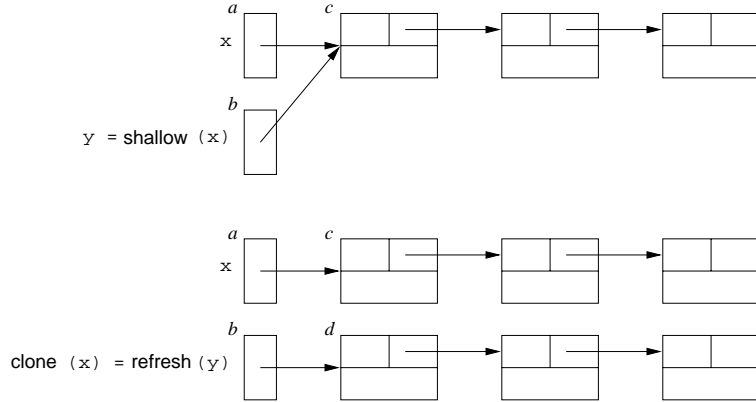 a c
x
b
y = shallow (x)
a c
x
b d
clone (x) = refresh (y)